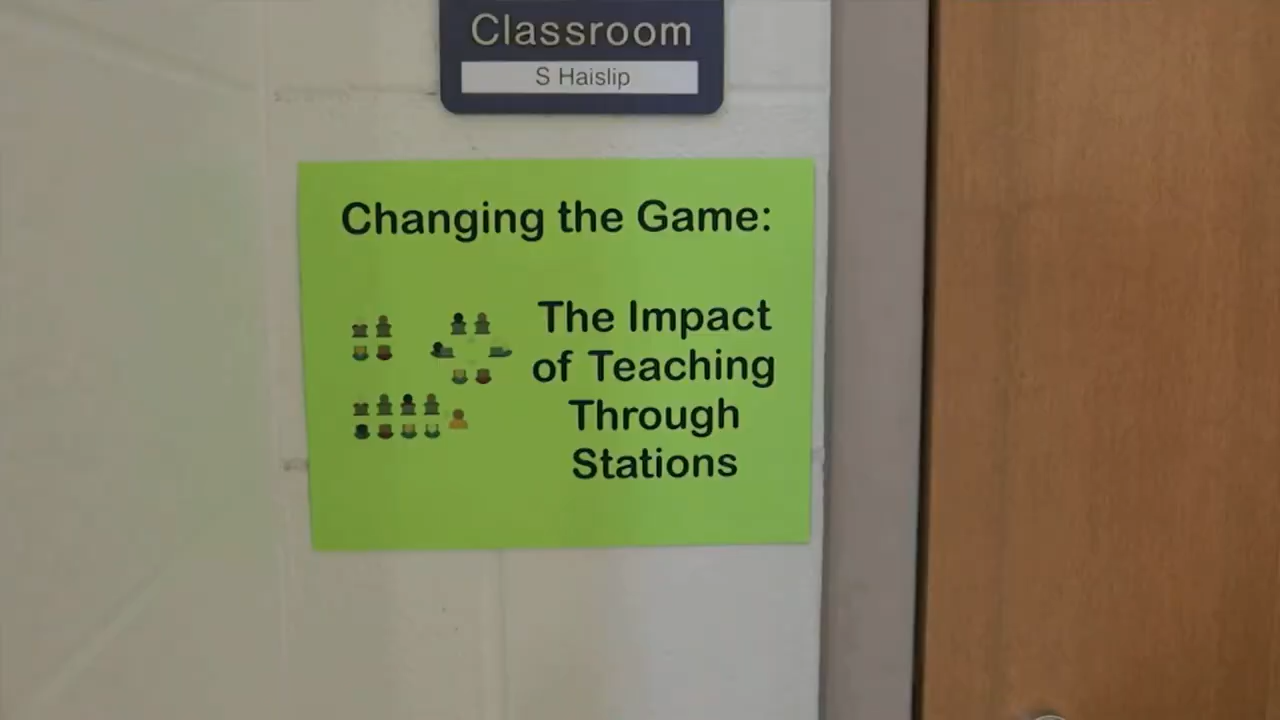 Classroom
S Haislip
Changing the Game:
The Impact
of Teaching
Through
Stations